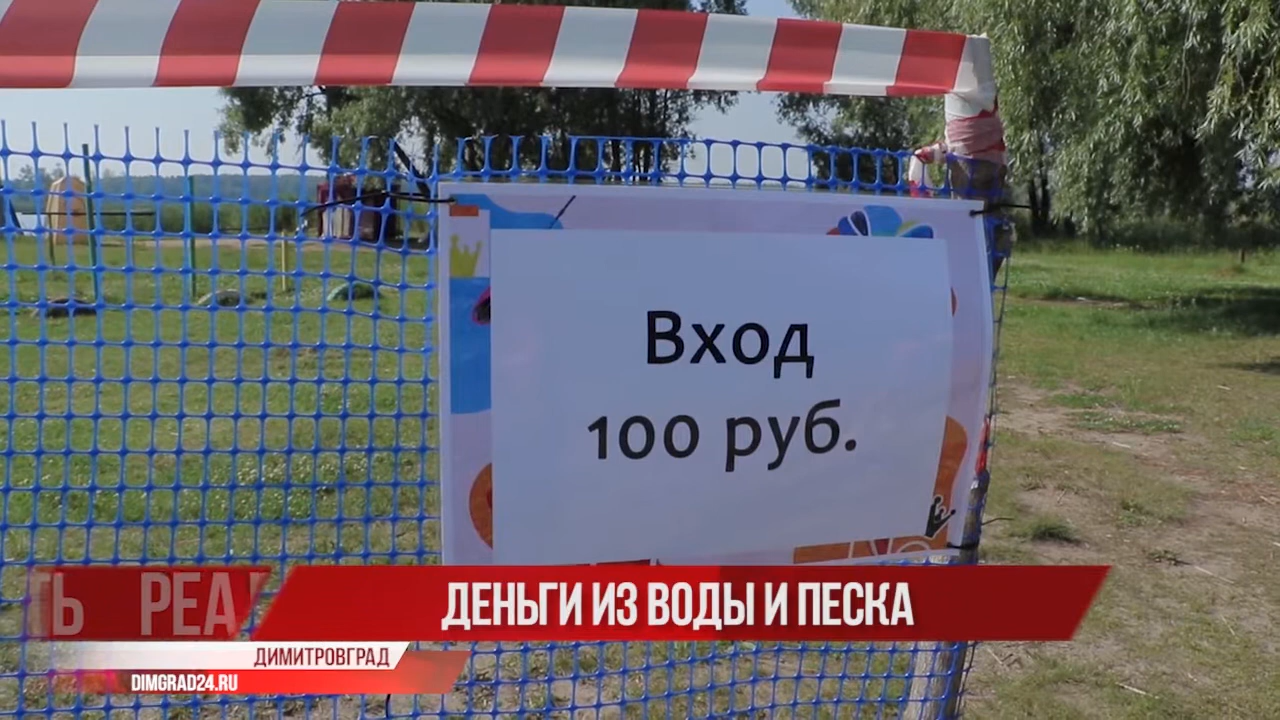 Вход
100 руб.
ДЕНЬГИ ИЗ ВОДЫ И ПЕСКА
ДИМИТРОВГРАД
DIMGRAD24.RU